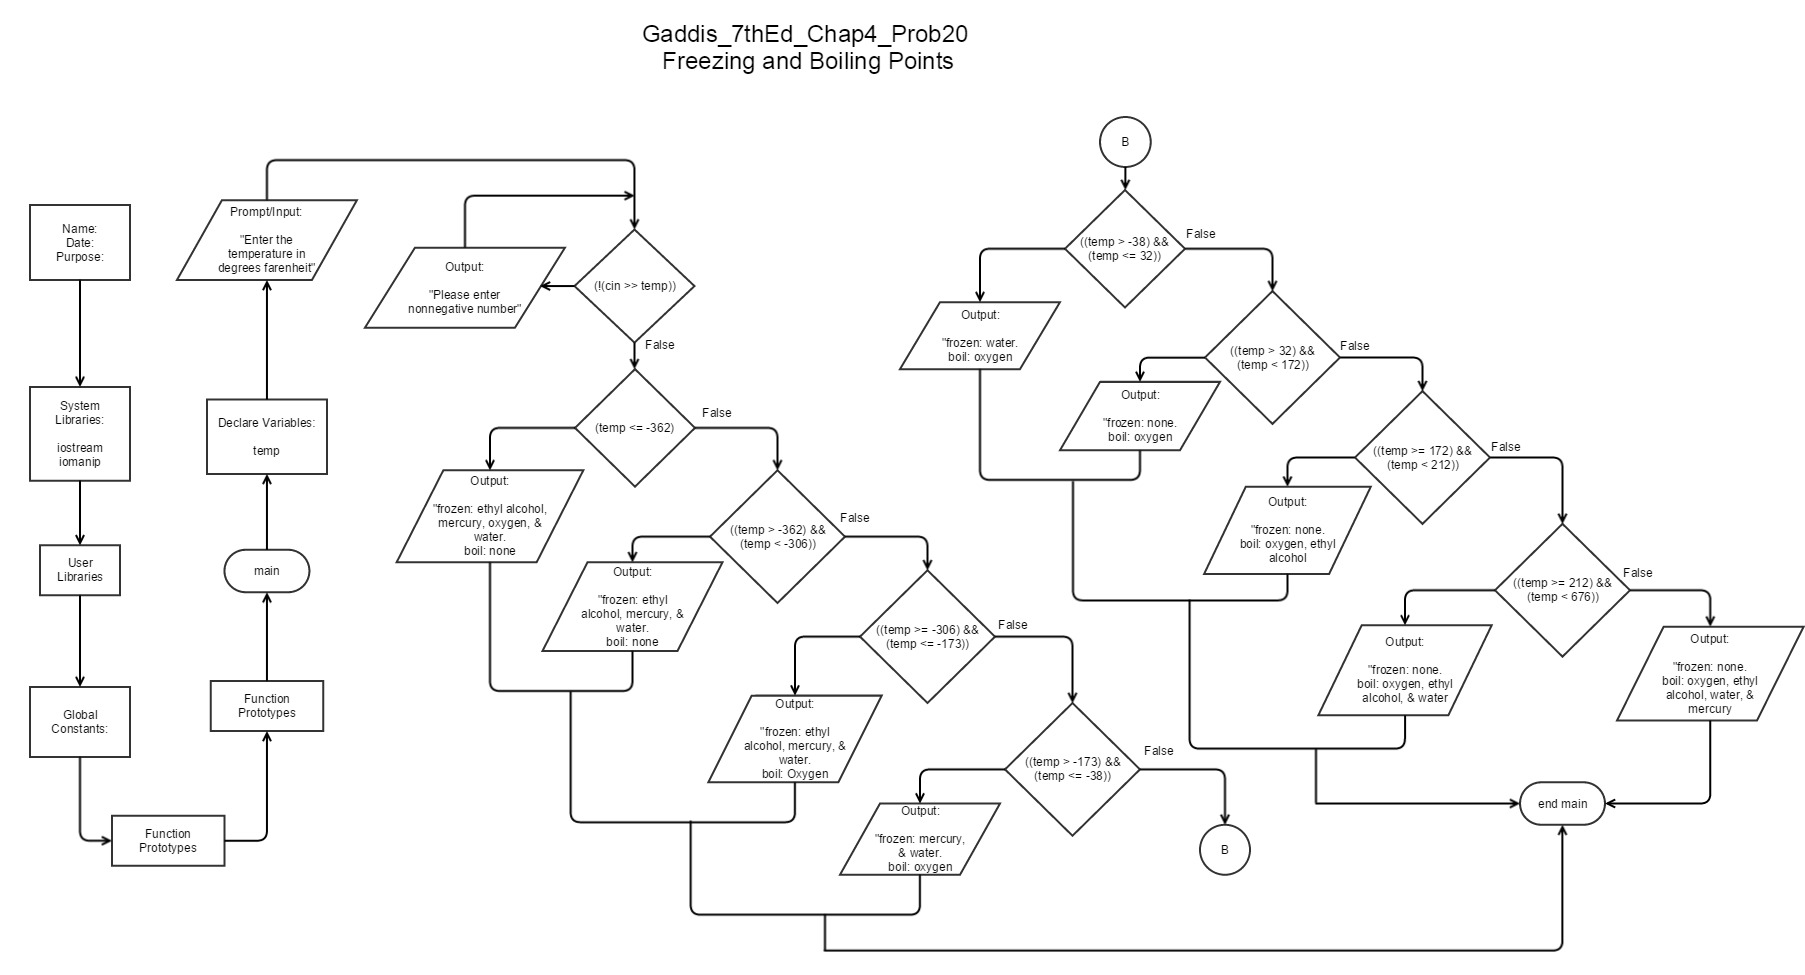 Gaddis_7thEd_Chap4_Prob20
Freezing and Boiling Points
Name:
Date:
Purpose:
System
Libraries:
iostream
iomanip
User
Libraries
Global
Constants:
Function
Prototypes
Function
Prototypes
main
Declare Variables:
temp
Prompt/Input:
"Enter the
temperature in
degrees farenheit"
(!(cin >> temp))
Output:
"Please enter
nonnegative number"
False
(temp <= -362)
False
Output:
"frozen: ethyl alcohol,
mercury, oxygen, &
water.
boil: none
((temp > -362) &&
(temp < -306))
False
Output:
"frozen: ethyl
alcohol, mercury, &
water.
boil: none
((temp >= -306) &&
(temp <= -173))
False
Output:
"frozen: ethyl
alcohol, mercury, &
water.
boil: Oxygen
((temp > -173) &&
(temp <= -38))
False
Output:
"frozen: mercury,
& water.
boil: oxygen
B
B
((temp > -38) &&
(temp <= 32))
False
Output:
"frozen: water.
boil: oxygen
((temp > 32) &&
(temp < 172))
False
Output:
"frozen: none.
boil: oxygen
((temp >= 172) &&
(temp < 212))
False
Output:
"frozen: none.
boil: oxygen, ethyl
alcohol
((temp >= 212) &&
(temp < 676))
False
Output:
"frozen: none.
boil: oxygen, ethyl
alcohol, & water
Output:
"frozen: none.
boil: oxygen, ethyl
alcohol, water, &
mercury
end main